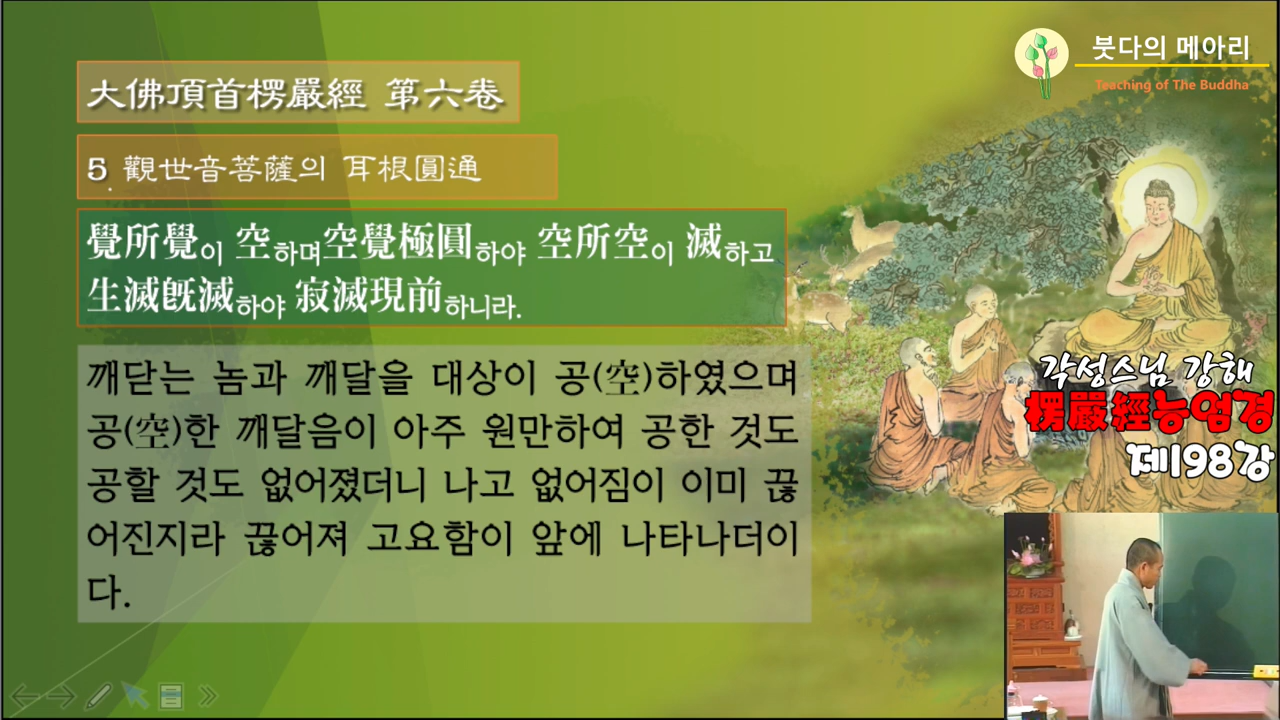 大佛頂首楞嚴經 第六卷
5. 觀世音菩薩의 耳根圓通
覺所覺이 空하며空覺極圓하야 空所空이 滅하고
生滅旣滅하야 寂滅現前하니라.
깨닫는 놈과 깨달을 대상이 공(空)하였으며
공(空)한 깨달음이 아주 원만하여 공한 것도
공할 것도 없어졌더니 나고 없어짐이 이미 끊
어진지라 끊어져 고요함이 앞에 나타나더이
다.
붓다의 메아리
Teaching of The Buddha
각성스님 강해
楞嚴經능엄경
제198강